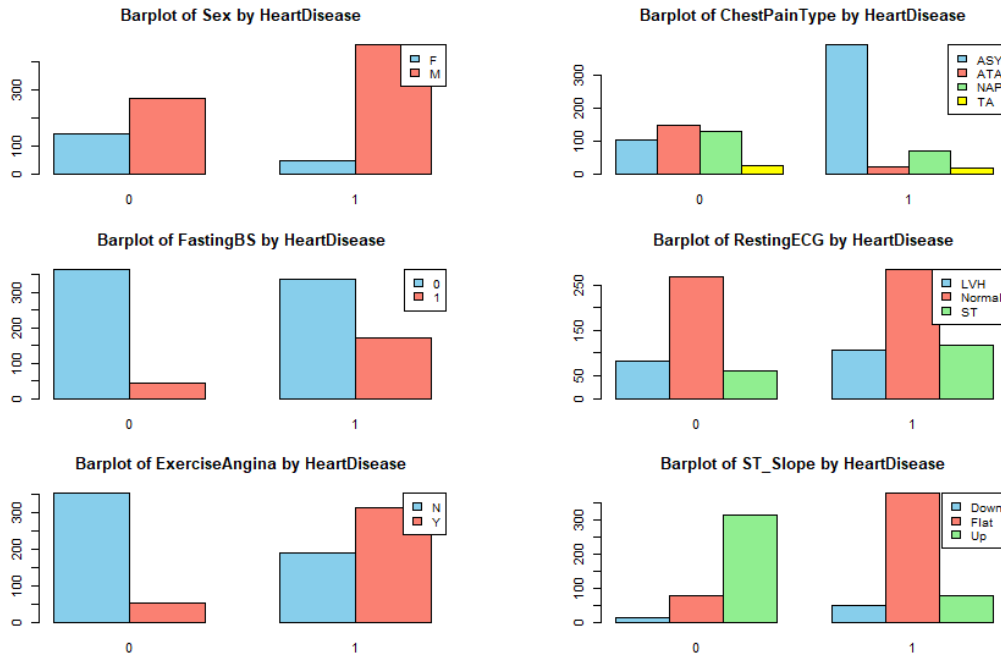 Barplot of Sex by HeartDisease
300
100
0
F
M
0
1
Barplot of ChestPainType by HeartDisease
300
200
100
0
ASY
ATA
NAP
TA
0
1
Barplot of FastingBS by HeartDisease
300
200
100
0
0
1
0
1
Barplot of RestingECG by HeartDisease
250
150
50
0
LVH
Normal
ST
0
1
Barplot of ExerciseAngina by HeartDisease
300
200
100
0
N
Y
0
1
Barplot of ST_Slope by HeartDisease
300
200
100
0
Down
Flat
Up
0
1